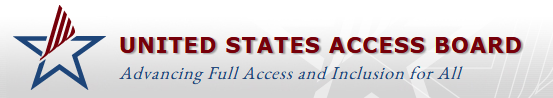 UNITED STATES ACCESS BOARD
Advancing Full Access and Inclusion for All